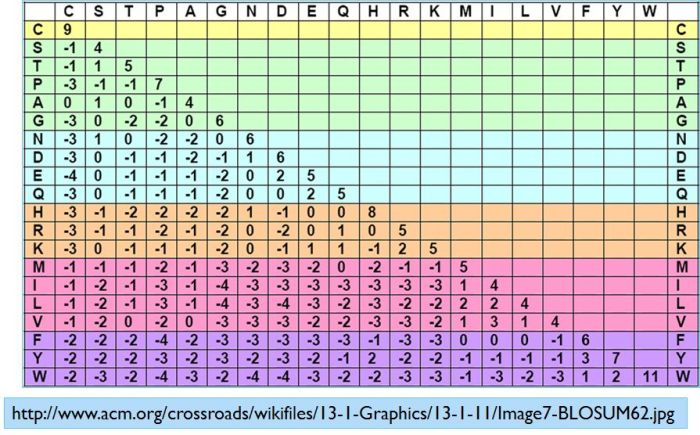 C S T P A G N D E Q H R K M I L V F Y W
C 9 C
S -1 4 S
T -1 1 5 T
P -3 -1 -1 7 P
A 0 1 0 -1 4 A
G -3 0 -2 -2 0 6 G
N -3 1 0 -2 -2 0 6 N
D -3 0 -1 -1 -2 -1 1 6 D
E -4 0 -1 -1 -1 -2 0 2 5 E
Q -3 0 -1 -1 -1 -2 0 0 2 5 Q
H -3 -1 -2 -2 -2 -2 1 -1 0 0 8 H
R -3 -1 -1 -2 -1 -2 0 -2 0 1 0 5 R
K -3 0 -1 -1 -1 -2 0 -1 1 1 -1 2 5 K
M -1 -1 -1 -2 -1 -3 -2 -3 -2 0 -2 -1 -1 5 M
I -1 -2 -1 -3 -1 -4 -3 -3 -3 -3 -3 -3 -3 1 4 I
L -1 -2 -1 -3 -1 -4 -3 -4 -3 -2 -3 -2 -2 2 2 4 L
V -1 -2 0 -2 0 -3 -3 -3 -2 -2 -3 -3 -2 1 3 1 4 V
F -2 -2 -2 -4 -2 -3 -3 -3 -3 -3 -1 -3 -3 0 0 0 -1 6 F
Y -2 -2 -2 -3 -2 -3 -2 -3 -2 -1 2 -2 -2 -1 -1 -1 -1 3 7 Y
W -2 -3 -2 -4 -3 -2 -4 -4 -3 -2 -2 -3 -3 -1 -3 -2 -3 1 2 11 W
http://www.acm.org/crossroads/wikifiles/13-1-Graphics/13-1-11/Image7-BLOSUM62.jpg